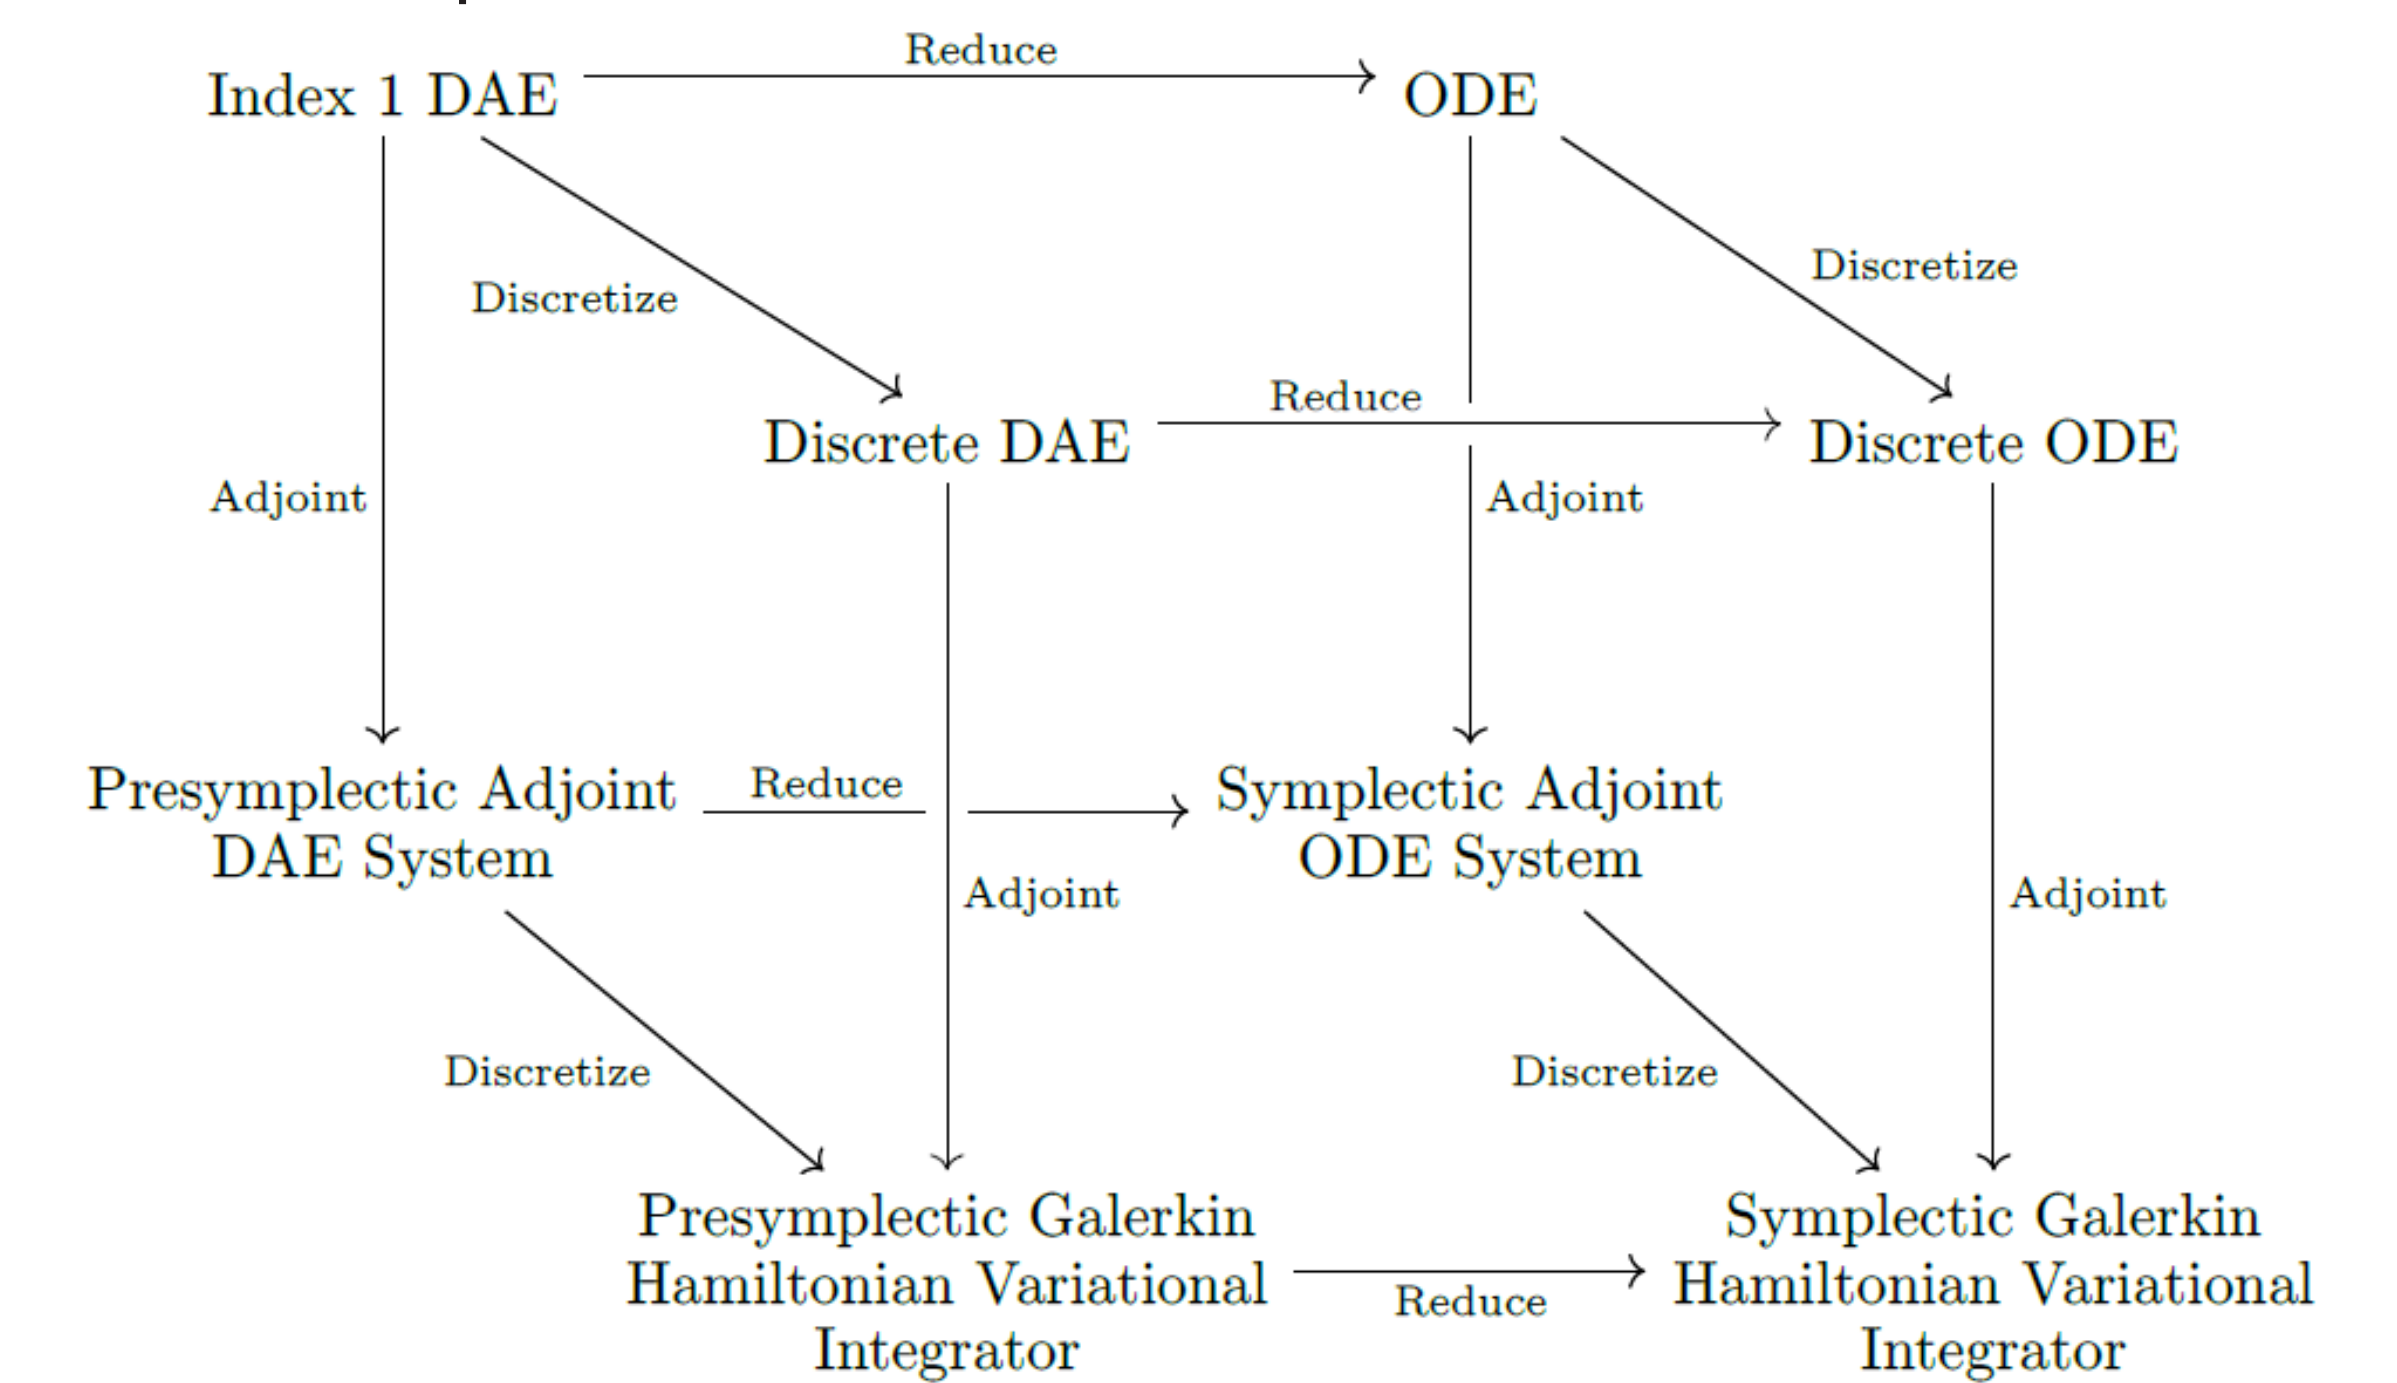 Reduce
Index 1 DAE
ODE
Discretize
Discretize
Reduce
Discrete DAE
Discrete ODE
Adjoint
Adjoint
Presymplectic Adjoint
DAE System
Reduce
Symplectic Adjoint
ODE System
Adjoint
Adjoint
Discretize
Discretize
Presymplectic Galerkin
Hamiltonian Variational
Integrator
Reduce
Symplectic Galerkin
Hamiltonian Variational
Integrator